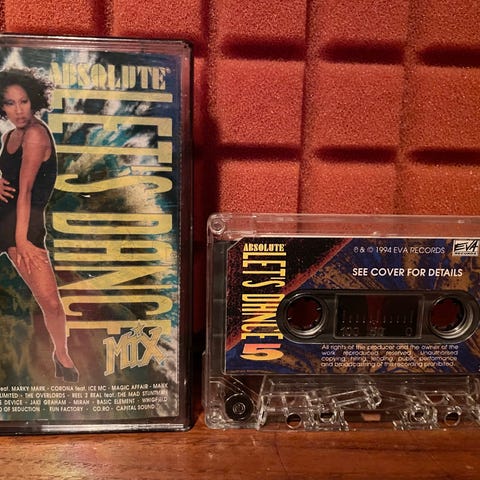 ABSOLUTE
LET'S DANCE
MIX
feat. MARKY MARK - CORONA feat. ICE MC - MAGIC AFFAIR - MAXX
LIMITED - THE OVERLORDS - REEL 2 REAL feat. THE MAD STUNTMAN
DEVICE - JAKI GRAHAM - MIRAH - BASIC ELEMENT - WHIGFIELD
OF SEDUCTION - FUN FACTORY - CO.RO - CAPITAL SOUND
ABSOLUTE
LET'S DANCE
5
℗ & © 1994 EVA RECORDS
EVA
RECORDS
SEE COVER FOR DETAILS
All rights of the producer and the owner of the
work reproduced reserved. Unauthorised
copying, hiring, lending, public performance
and broadcasting of this recording prohibited.